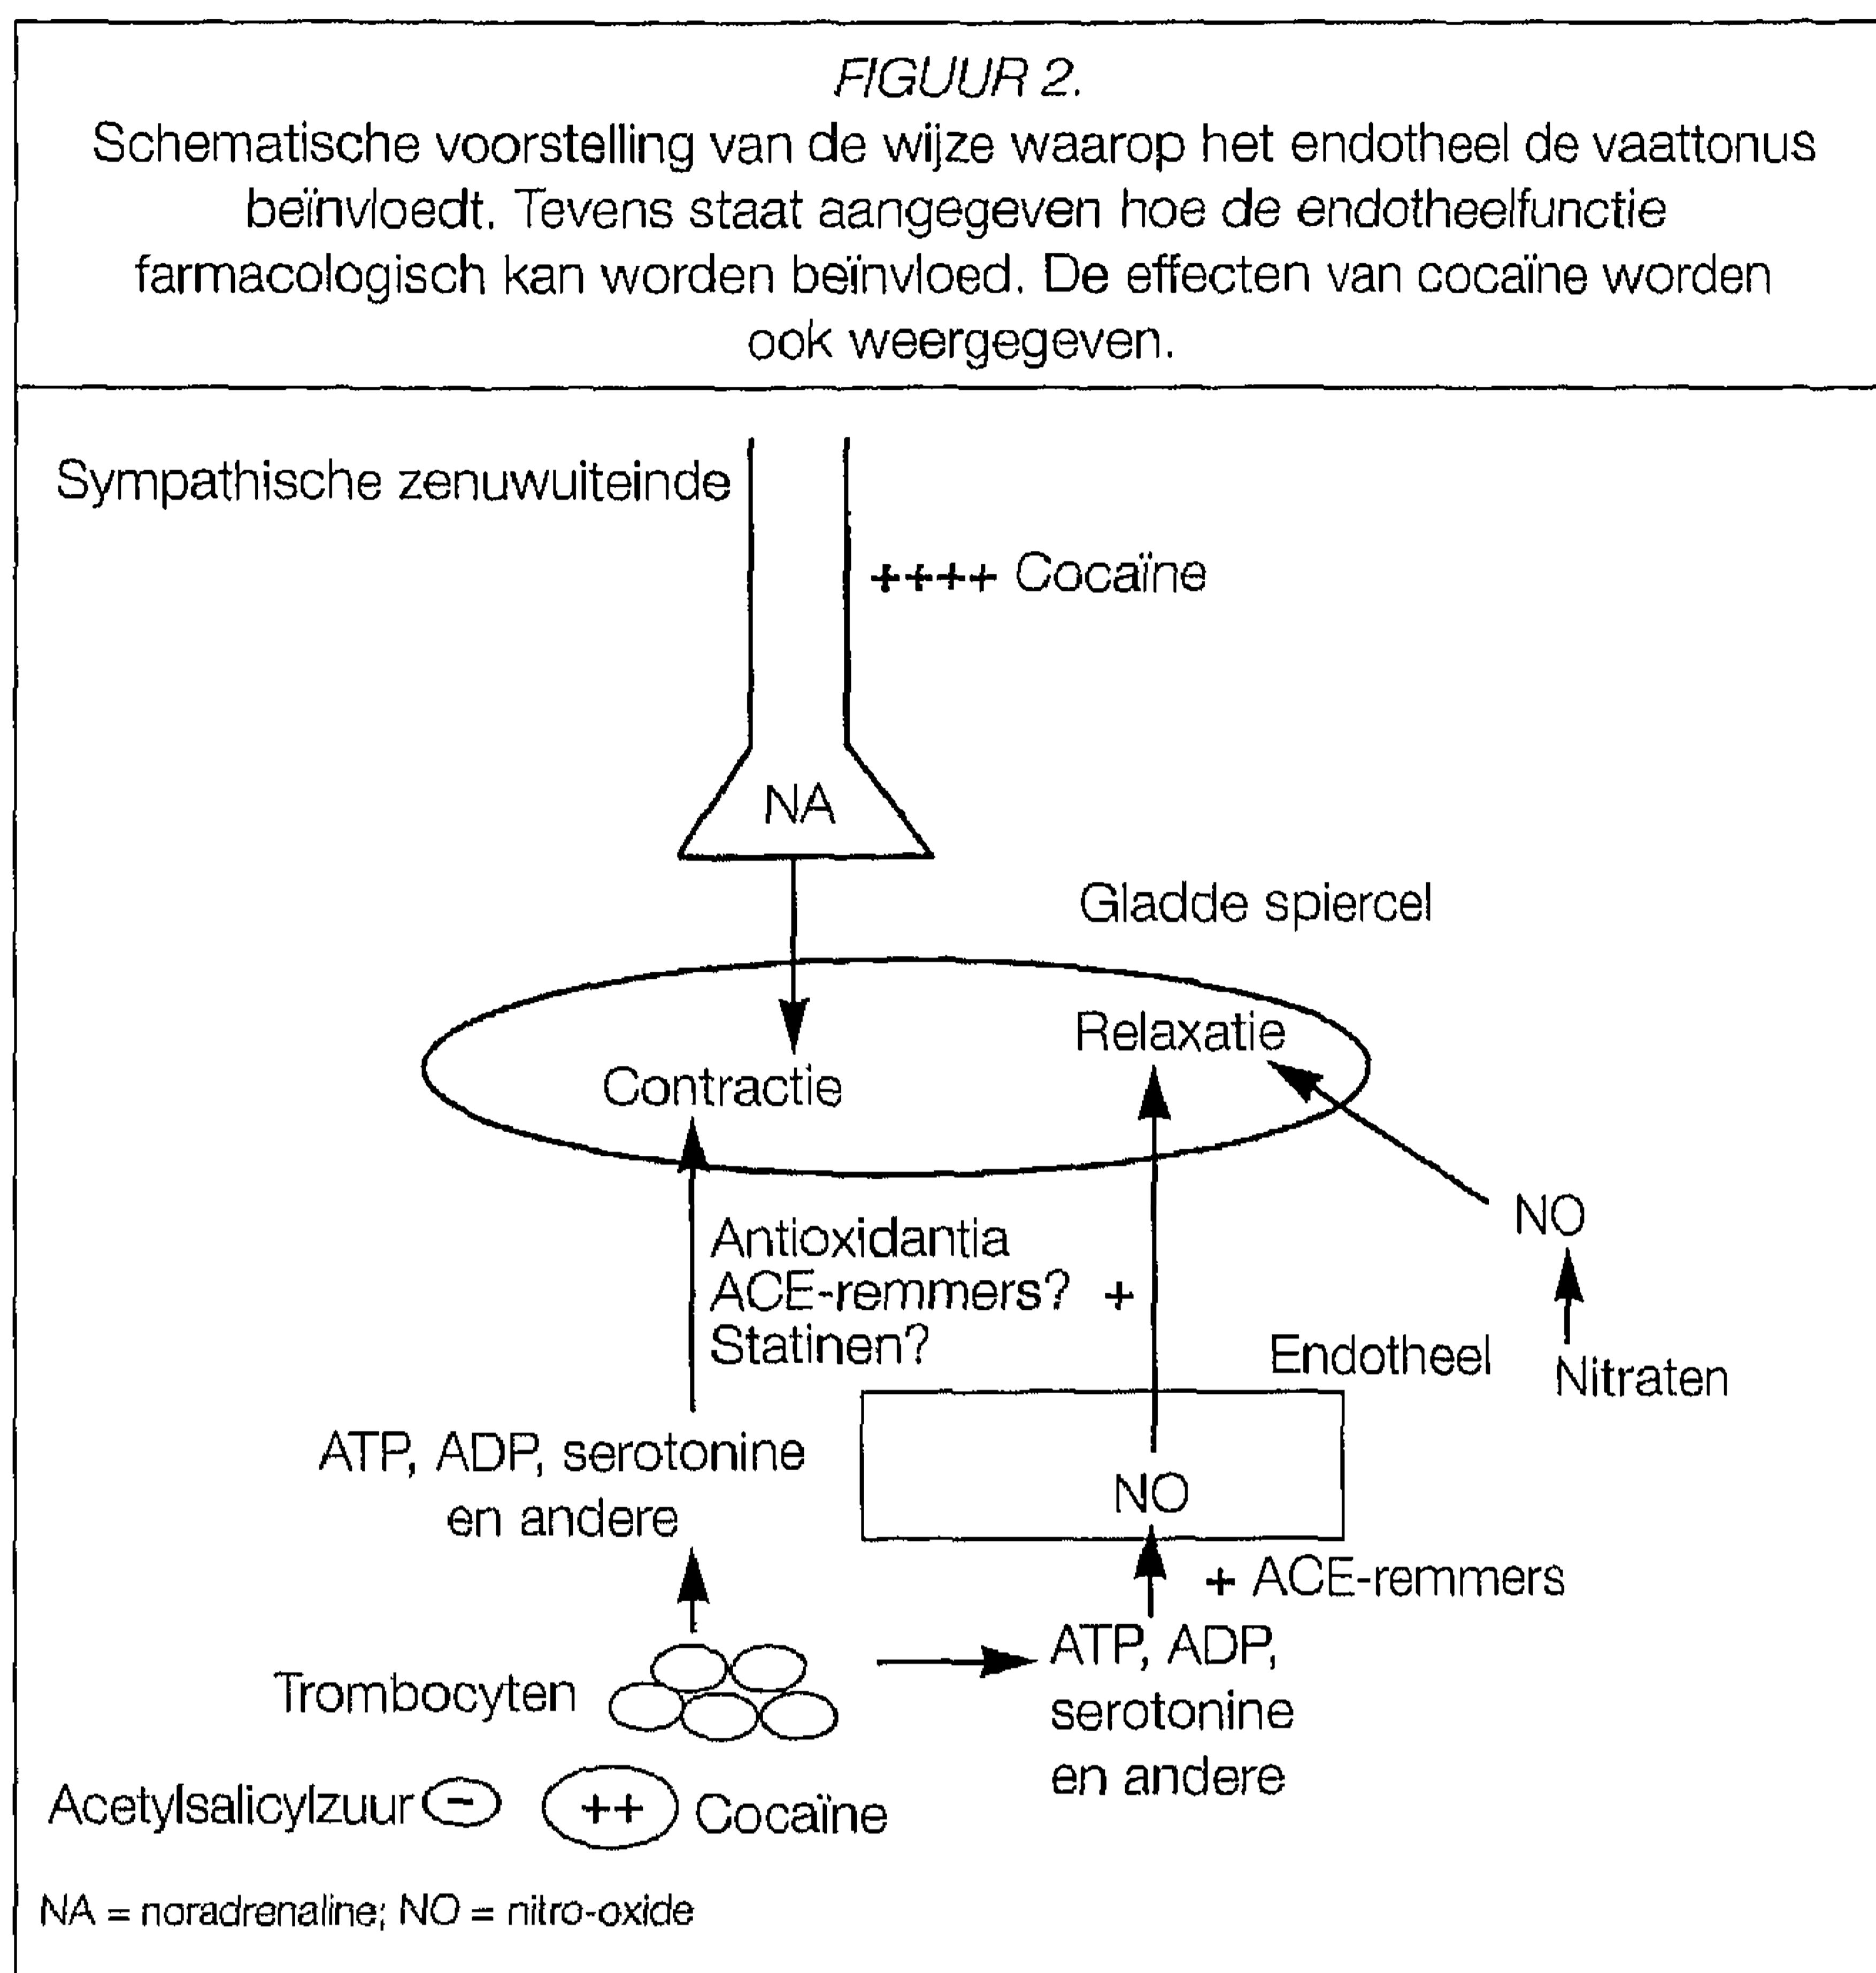 FIGUUR 2.
Schematische voorstelling van de wijze waarop het endotheel de vaattonus
beïnvloedt. Tevens staat aangegeven hoe de endotheelfunctie
farmacologisch kan worden beïnvloed. De effecten van cocaïne worden
ook weergegeven.
Sympathische zenuwuiteinde
++++ Cocaïne
NA
Gladde spiercel
Relaxatie
Contractie
NO
Antioxidantia
ACE-remmers? +
Statinen?
Endotheel
Nitraten
ATP, ADP, serotonine
en andere
NO
+ ACE-remmers
Trombocyten
ATP, ADP,
serotonine
en andere
Acetylsalicylzuur - ++ Cocaïne
NA = noradrenaline; NO = nitro-oxide